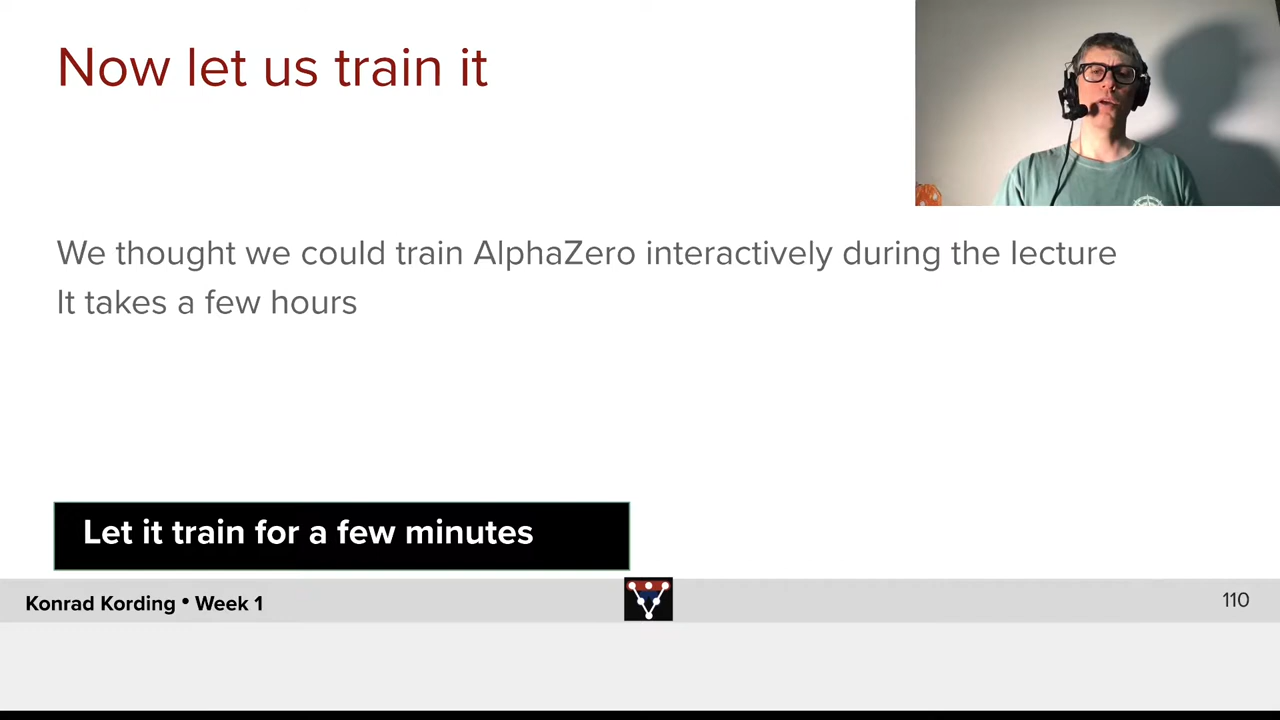 Now let us train it
We thought we could train AlphaZero interactively during the lecture
It takes a few hours
Let it train for a few minutes
Konrad Kording • Week 1
110